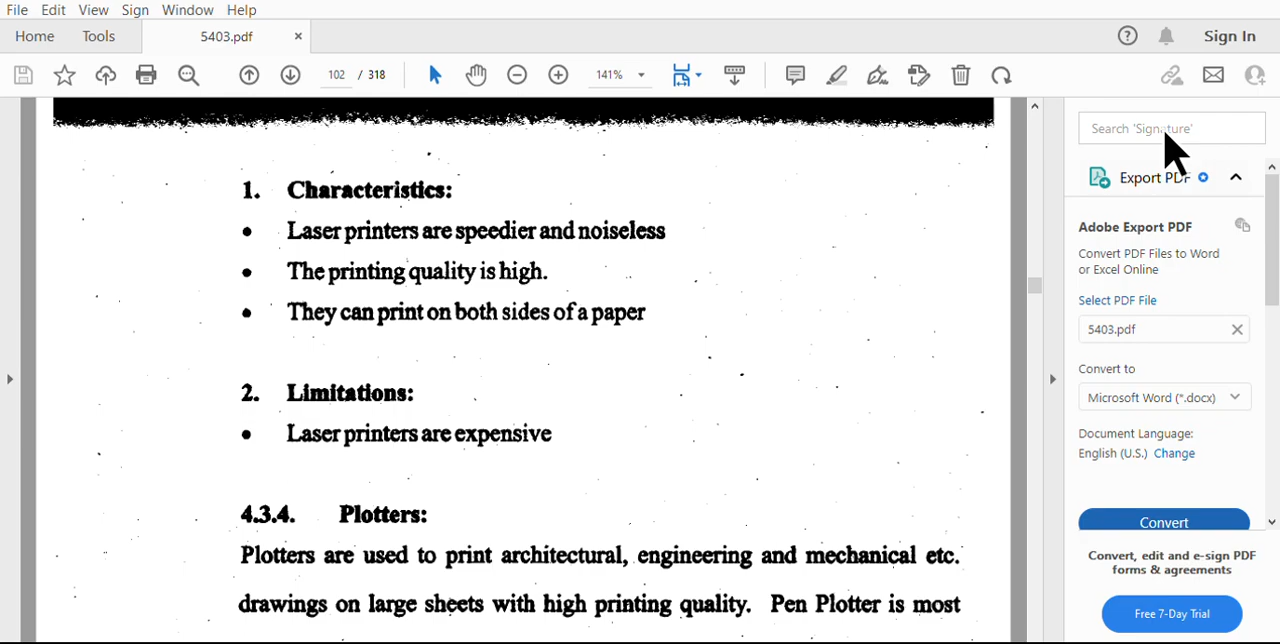 File Edit View Sign Window Help
Home Tools 5403.pdf × Sign In
102 / 318 141%
Search 'Signature'
Export PDF
Adobe Export PDF
Convert PDF Files to Word
or Excel Online
Select PDF File
5403.pdf
Convert to
Microsoft Word (*.docx)
Document Language:
English (U.S.) Change
Convert
Convert, edit and e-sign PDF
forms & agreements
Free 7-Day Trial
1. Characteristics:
• Laser printers are speedier and noiseless
• The printing quality is high.
• They can print on both sides of a paper
2. Limitations:
• Laser printers are expensive
4.3.4. Plotters:
Plotters are used to print architectural, engineering and mechanical etc.
drawings on large sheets with high printing quality. Pen Plotter is most